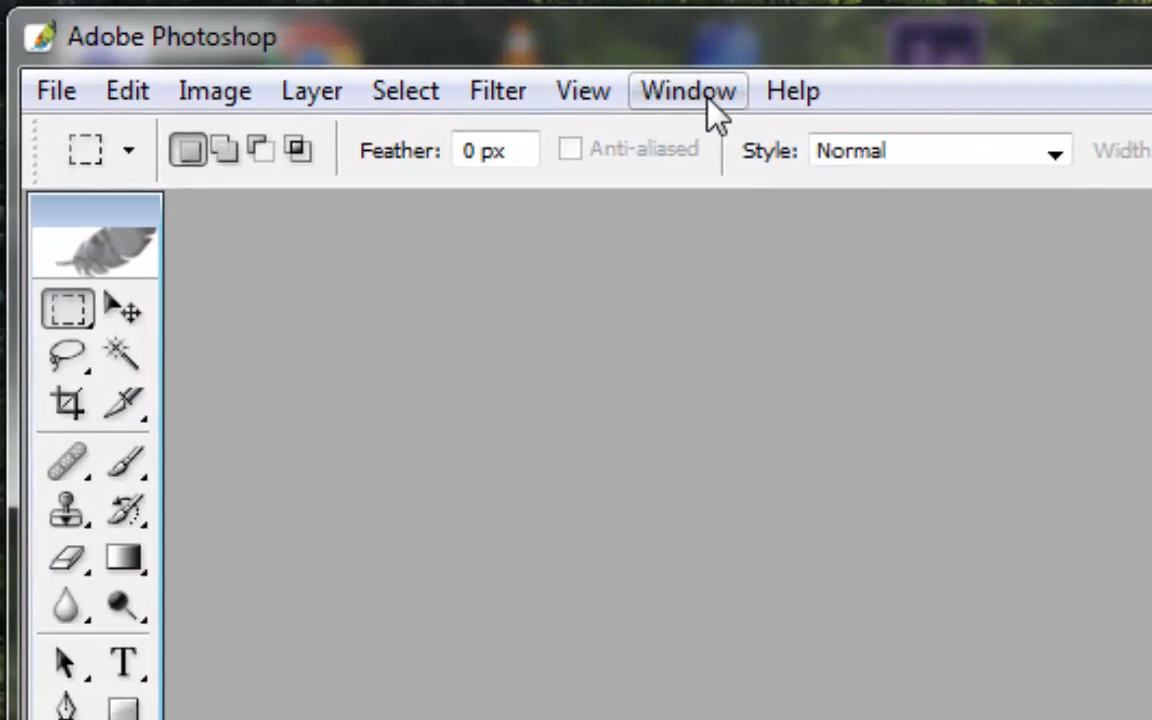 Adobe Photoshop
File Edit Image Layer Select Filter View Window Help
Feather: 0 px Anti-aliased Style: Normal Width
T